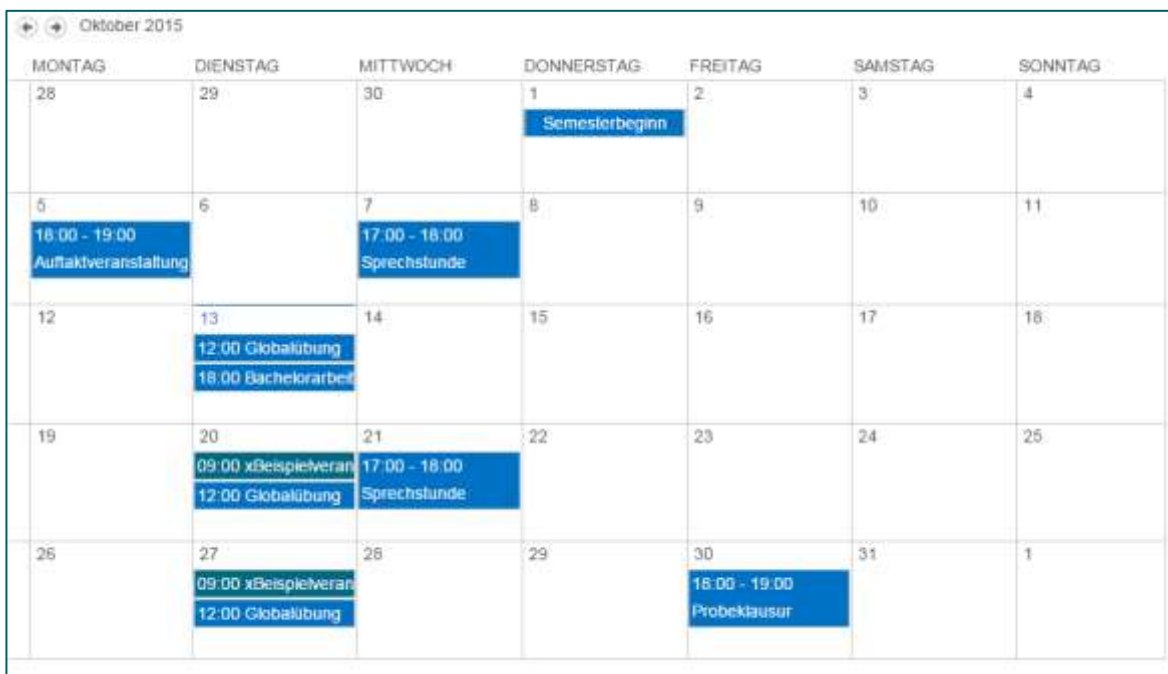 Oktober 2015
MONTAG DIENSTAG MITTWOCH DONNERSTAG FREITAG SAMSTAG SONNTAG
28 29 30 1 2 3 4
Semesterbeginn
5 6 7 8 9 10 11
18:00 - 19:00 17:00 - 18:00
Auftaktveranstaltung Sprechstunde
12 13 14 15 16 17 18
12:00 Globalübung
18:00 Bachelorarbeit
19 20 21 22 23 24 25
09:00 xBeispielveran 17:00 - 18:00
12:00 Globalübung Sprechstunde
26 27 28 29 30 31 1
09:00 xBeispielveran 18:00 - 19:00
12:00 Globalübung Probeklausur